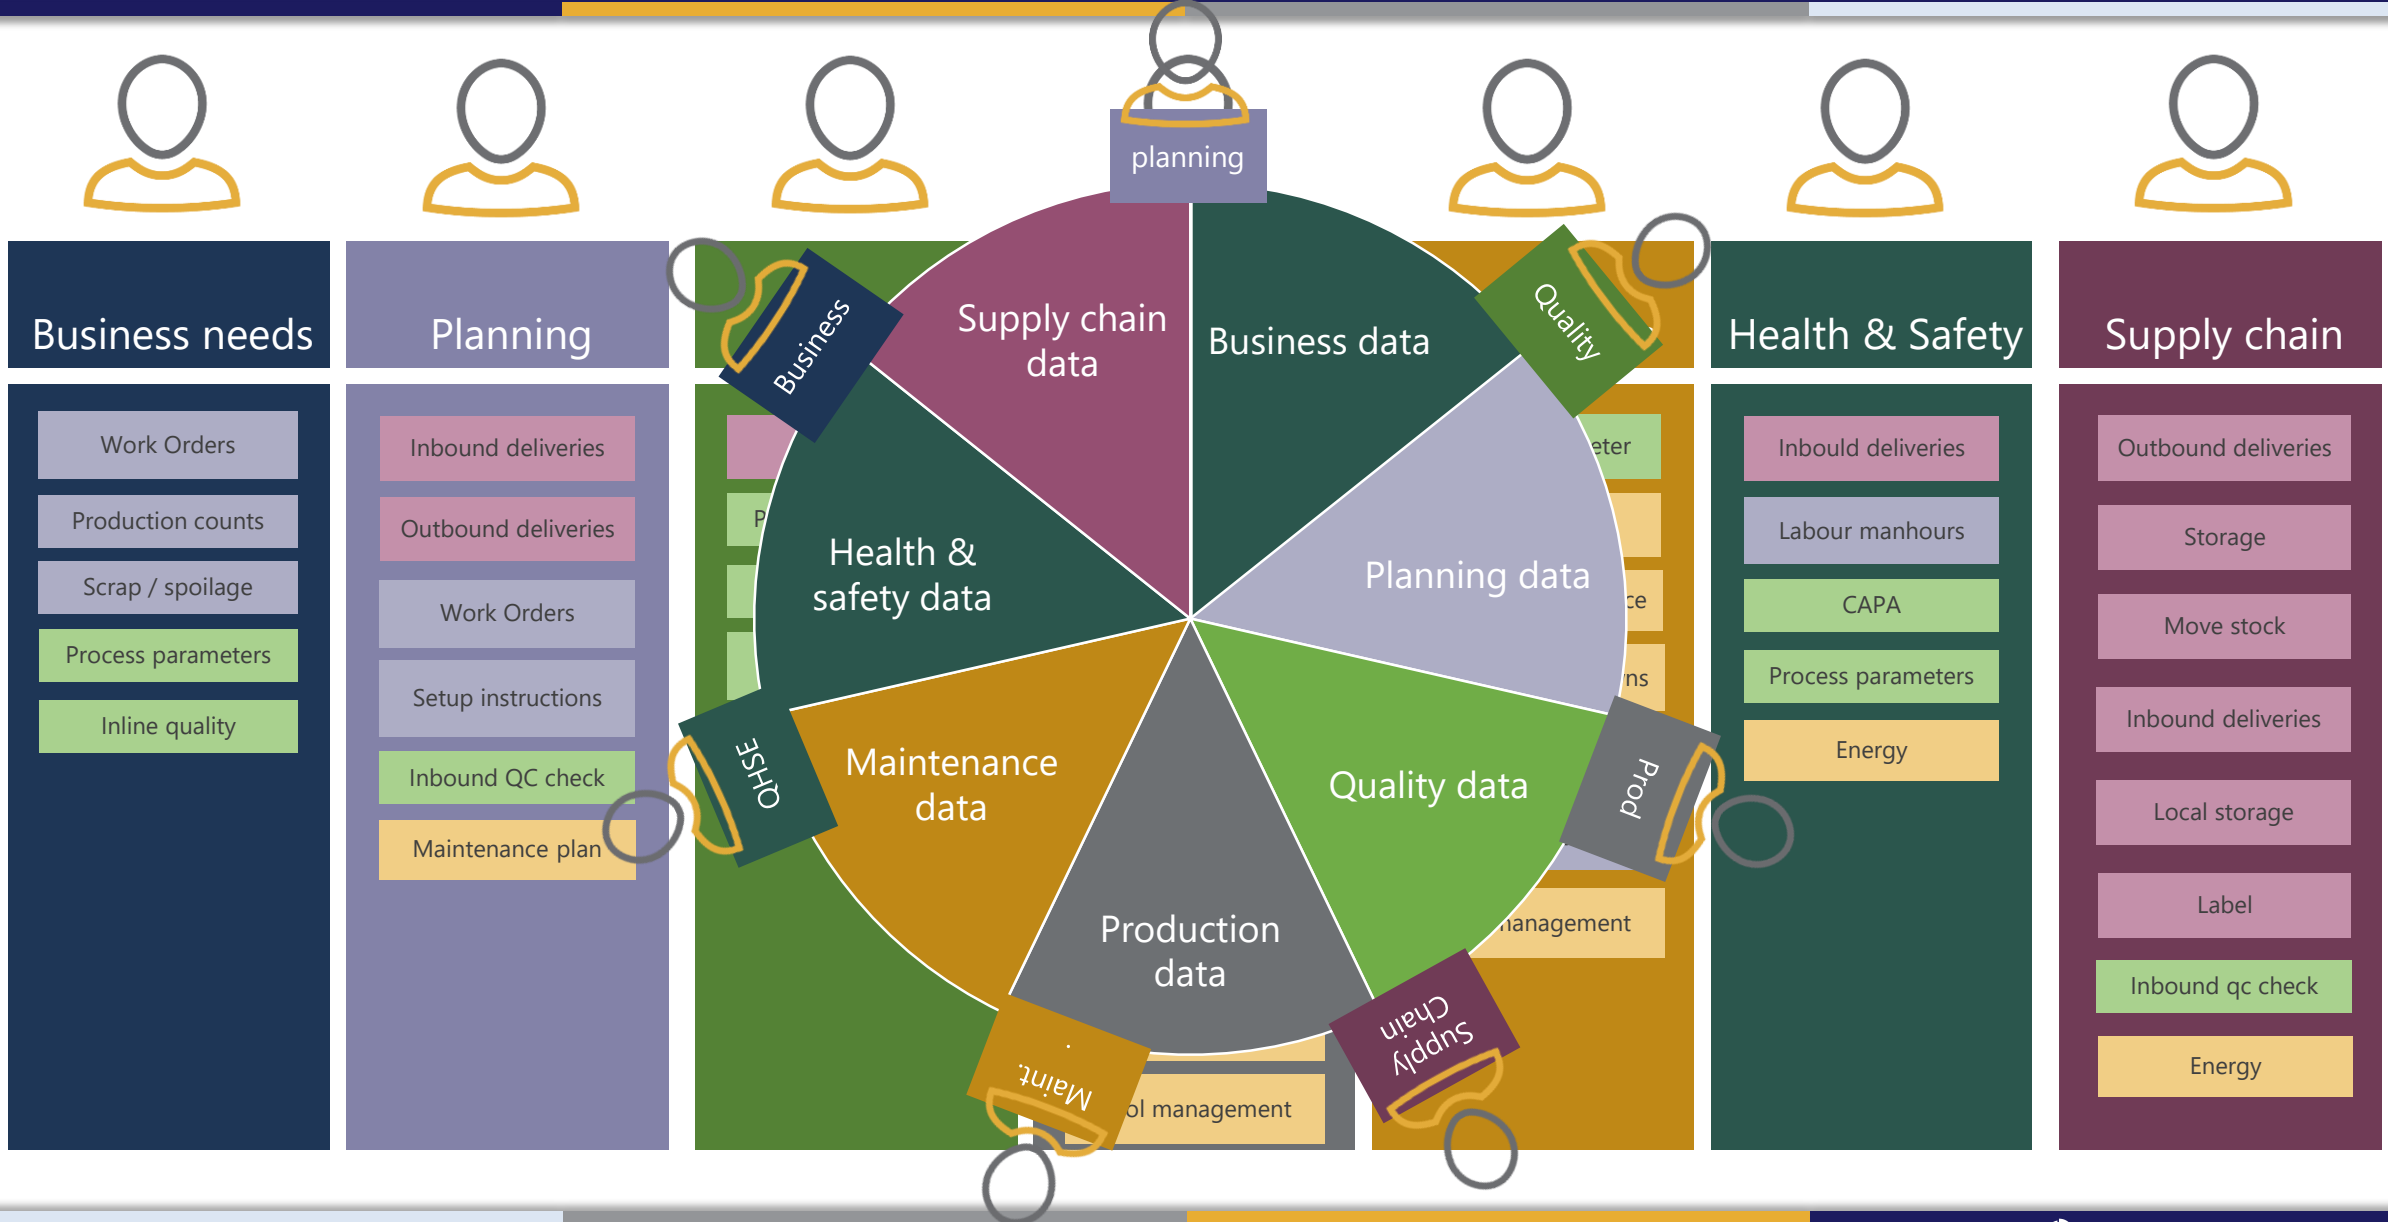 planning
Business needs
Planning
Health & Safety
Supply chain
Business
Quality
Supply chain
data
Business data
Health &
safety data
Planning data
Maintenance
data
Quality data
Production
data
QHSE
Prod
Maint.
.
Supply
Chain
Work Orders
Production counts
Scrap / spoilage
Process parameters
Inline quality
Inbound deliveries
Outbound deliveries
Work Orders
Setup instructions
Inbound QC check
Maintenance plan
P
eter
ce
ns
management
ol management
Inbould deliveries
Labour manhours
CAPA
Process parameters
Energy
Outbound deliveries
Storage
Move stock
Inbound deliveries
Local storage
Label
Inbound qc check
Energy